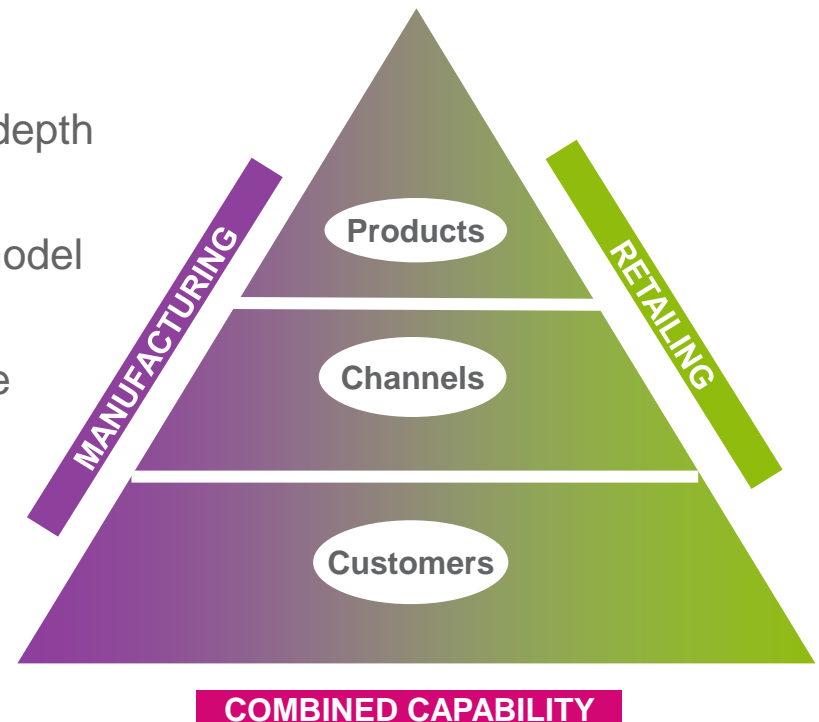 depth
odel
e
Products
MANUFACTURING
RETAILING
Channels
Customers
COMBINED CAPABILITY